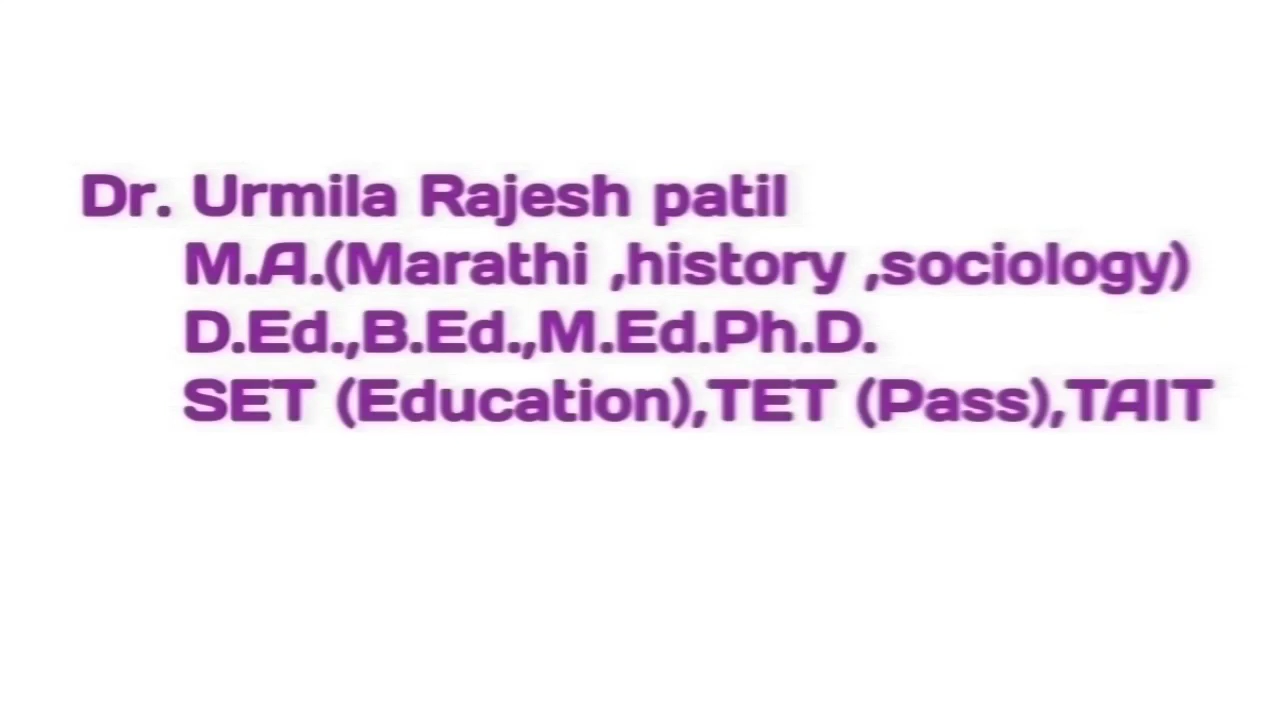 Dr. Urmila Rajesh patil
M.A.(Marathi ,history ,sociology)
D.Ed.,B.Ed.,M.Ed.Ph.D.
SET (Education),TET (Pass),TAIT